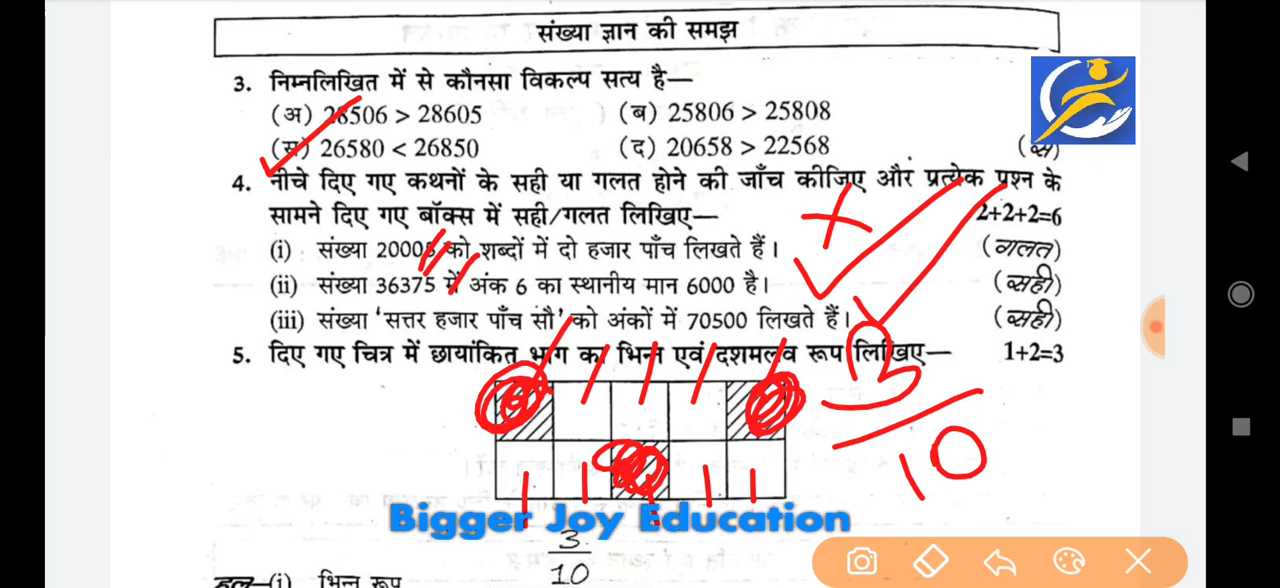 संख्या ज्ञान की समझ
3. निम्नलिखित में से कौनसा विकल्प सत्य है—
(अ) 28506 > 28605 (ब) 25806 > 25808
(स) 26580 < 26850 (द) 20658 > 22568 (स)
4. नीचे दिए गए कथनों के सही या गलत होने की जाँच कीजिए और प्रत्येक प्रश्न के
सामने दिए गए बॉक्स में सही/गलत लिखिए— 2+2+2=6
(i) संख्या 20005 को शब्दों में दो हजार पाँच लिखते हैं। (गलत)
(ii) संख्या 36375 में अंक 6 का स्थानीय मान 6000 है। (सही)
(iii) संख्या 'सत्तर हजार पाँच सौ' को अंकों में 70500 लिखते हैं। (सही)
5. दिए गए चित्र में छायांकित भाग का भिन्न एवं दशमलव रूप लिखिए— 1+2=3
3
10
Bigger Joy Education
3
हल–(i) भिन्न रूप 10